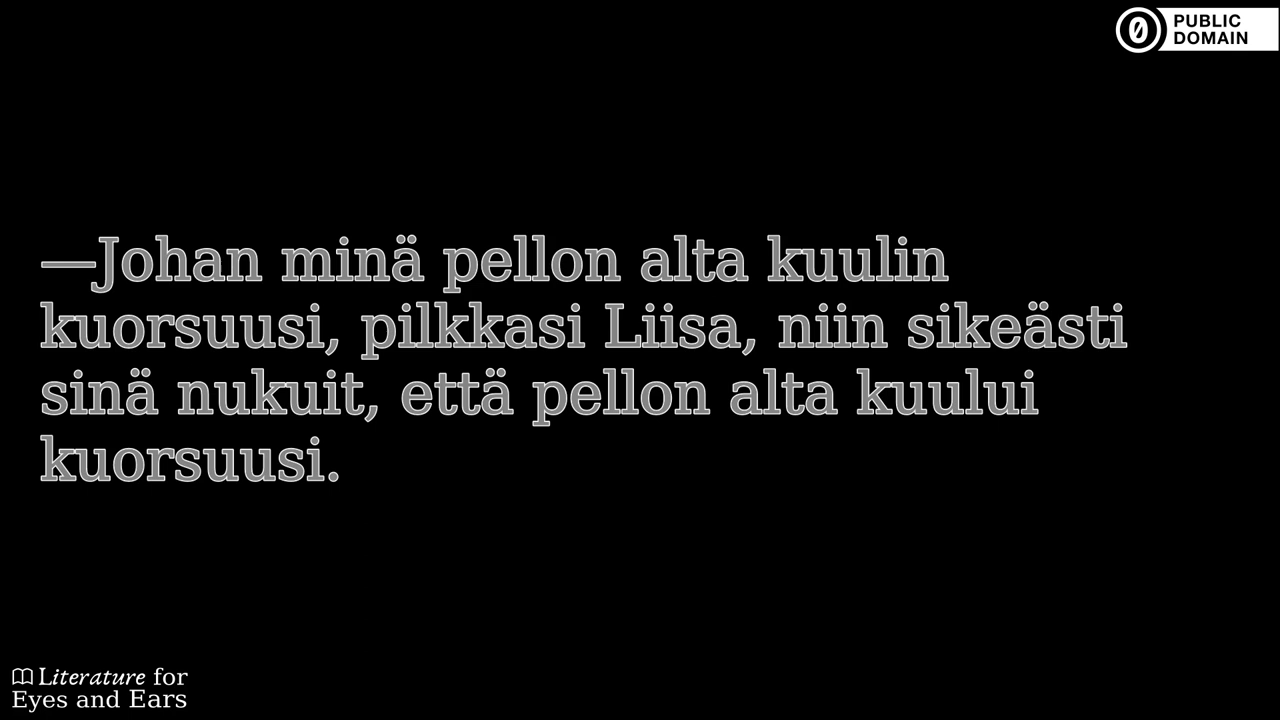 PUBLIC
DOMAIN
—Johan minä pellon alta kuulin
kuorsuusi, pilkkasi Liisa, niin sikeästi
sinä nukuit, että pellon alta kuului
kuorsuusi.
Literature for
Eyes and Ears